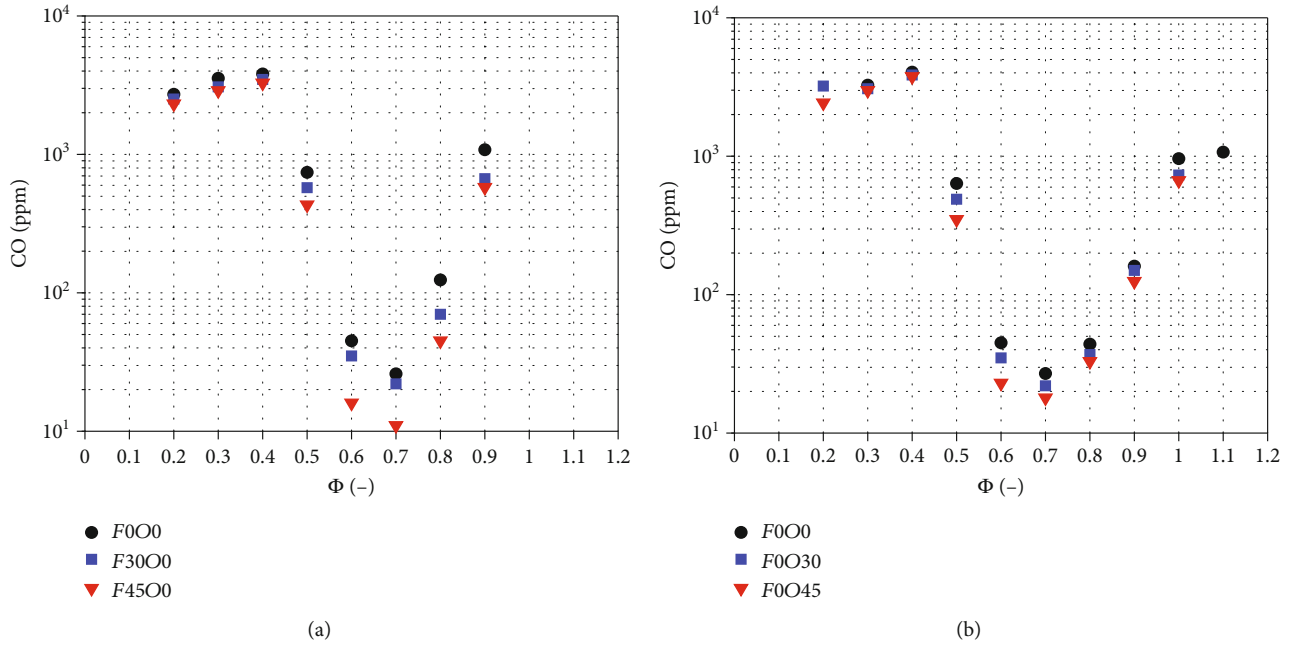 10⁴
10³
10²
10¹
CO (ppm)
0 0.1 0.2 0.3 0.4 0.5 0.6 0.7 0.8 0.9 1 1.1 1.2
Φ (–)
F0O0
F30O0
F45O0
(a)
10⁴
10³
10²
10¹
CO (ppm)
0 0.1 0.2 0.3 0.4 0.5 0.6 0.7 0.8 0.9 1 1.1 1.2
Φ (–)
F0O0
F0O30
F0O45
(b)